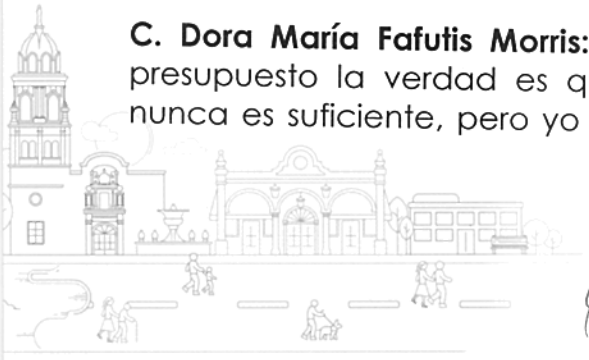 C. Dora María Fafutis Morris:
presupuesto la verdad es q
nunca es suficiente, pero yo